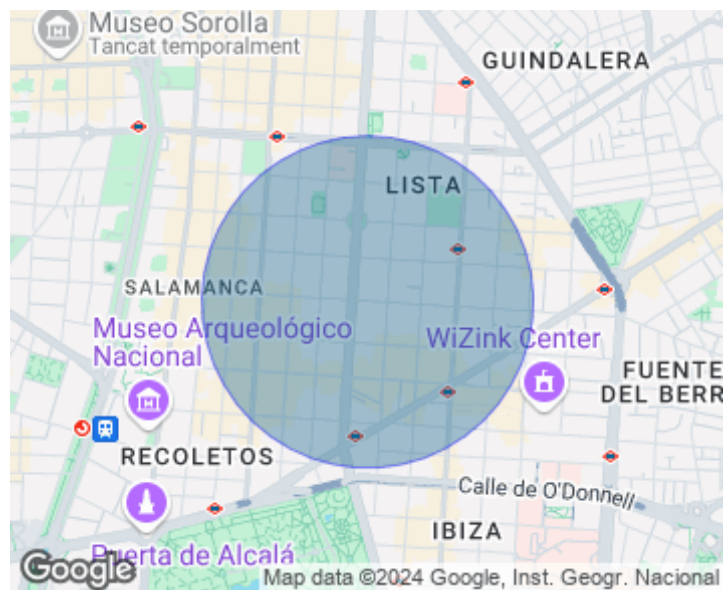 Museo Sorolla
Tancat temporalment
GUINDALERA
LISTA
SALAMANCA
Museo Arqueológico
Nacional
WiZink Center
FUENTE
DEL BERR
RECOLETOS
Calle de O'Donnell
IBIZA
Puerta de Alcalá
Google
Map data ©2024 Google, Inst. Geogr. Nacional